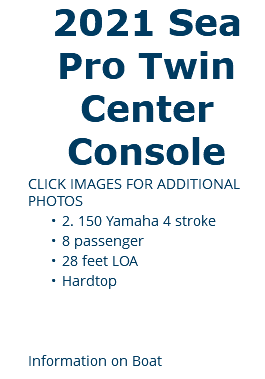 2021 Sea
Pro Twin
Center
Console
CLICK IMAGES FOR ADDITIONAL
PHOTOS
• 2. 150 Yamaha 4 stroke
• 8 passenger
• 28 feet LOA
• Hardtop
Information on Boat